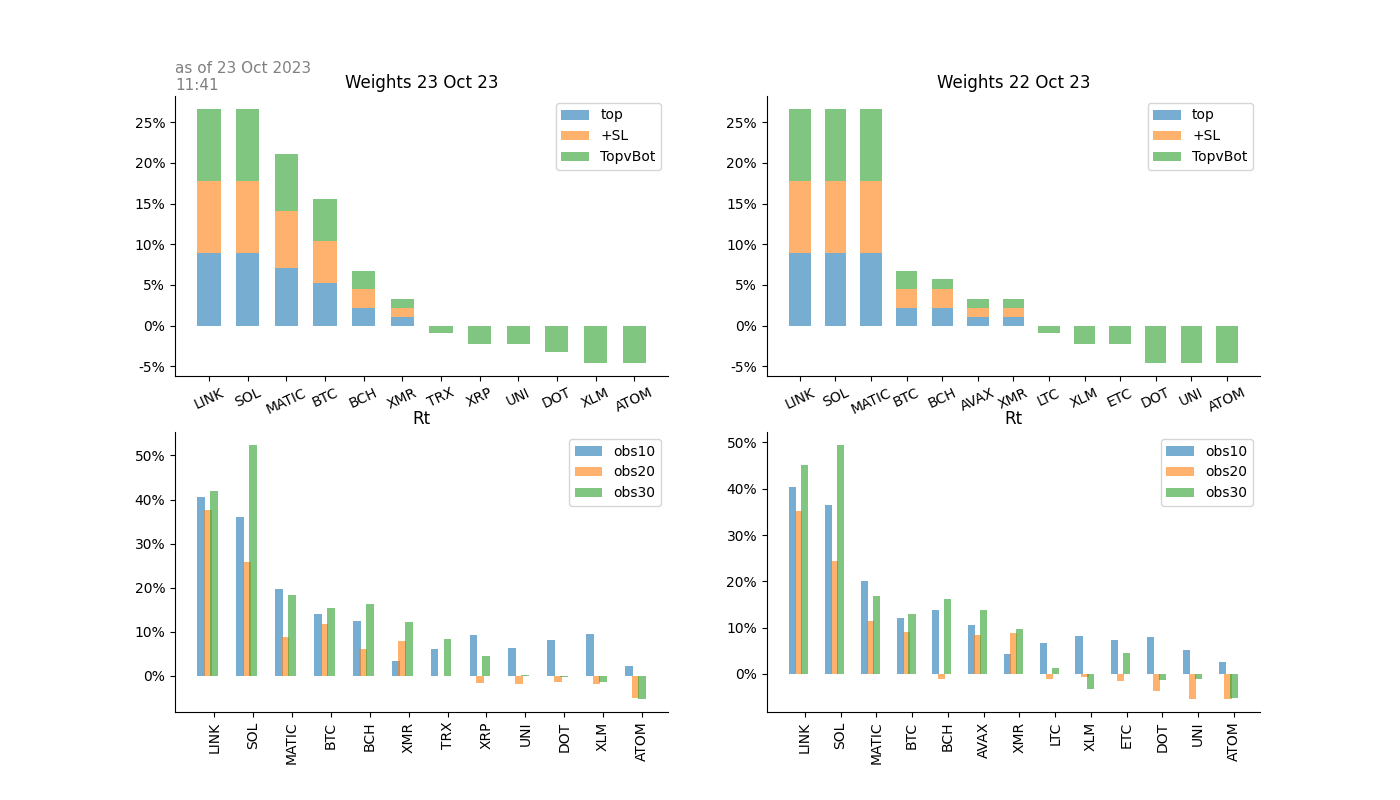 as of 23 Oct 2023
11:41
Weights 23 Oct 23
25%
20%
15%
10%
5%
0%
-5%
top
+SL
TopvBot
LINK SOL MATIC BTC BCH XMR TRX XRP UNI DOT XLM ATOM
Weights 22 Oct 23
25%
20%
15%
10%
5%
0%
-5%
top
+SL
TopvBot
LINK SOL MATIC BTC BCH AVAX XMR LTC XLM ETC DOT UNI ATOM
Rt
50%
40%
30%
20%
10%
0%
obs10
obs20
obs30
LINK SOL MATIC BTC BCH XMR TRX XRP UNI DOT XLM ATOM
Rt
50%
40%
30%
20%
10%
0%
obs10
obs20
obs30
LINK SOL MATIC BTC BCH AVAX XMR LTC XLM ETC DOT UNI ATOM